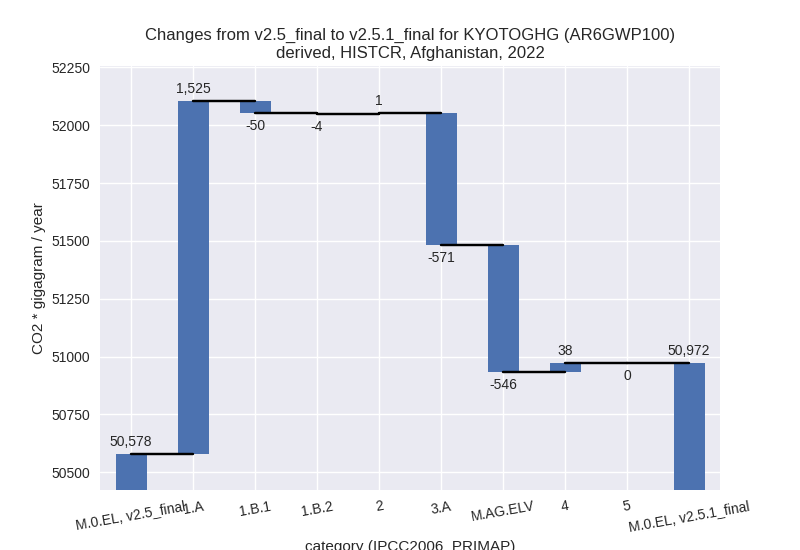 Changes from v2.5_final to v2.5.1_final for KYOTOGHG (AR6GWP100)
derived, HISTCR, Afghanistan, 2022
CO2 * gigagram / year
52250
52000
51750
51500
51250
51000
50750
50500
50,578
1,525
-50
-4
1
-571
-546
38
0
50,972
M.0.EL, v2.5_final
1.A
1.B.1
1.B.2
2
3.A
M.AG.ELV
4
5
M.0.EL, v2.5.1_final
category (IPCC2006_PRIMAP)